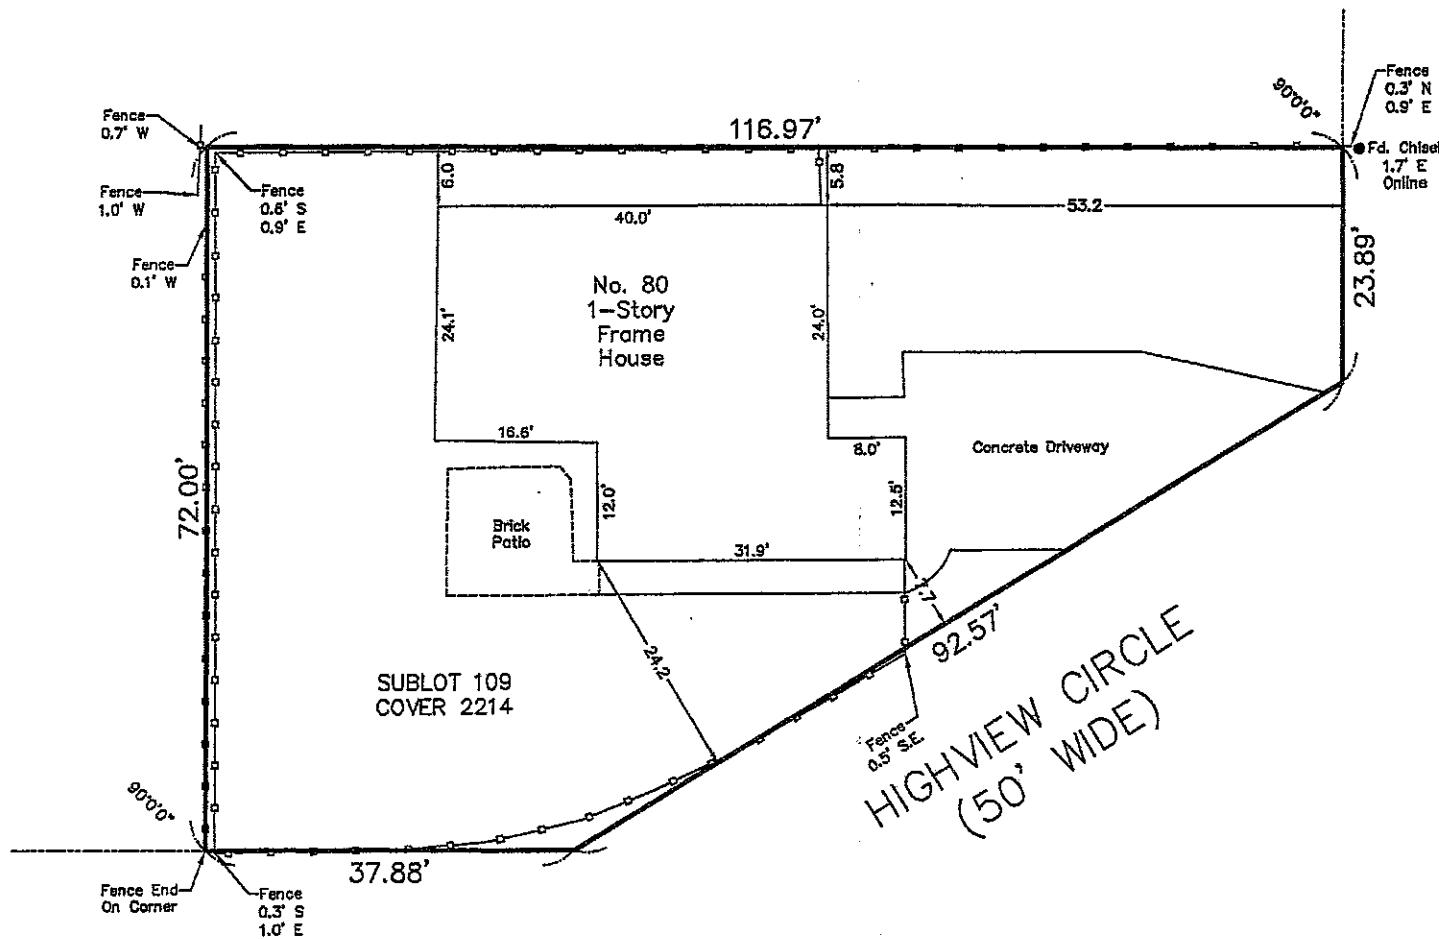 Fence
0.7' W
116.97'
90°0'0"
Fence
0.3' N
0.9' E
Fd. Chisel
1.7' E
Online
Fence
1.0' W
Fence
0.6' S
0.9' E
6.0
5.8
40.0'
53.2
23.89'
Fence
0.1' W
No. 80
1-Story
Frame
House
24.1'
24.0'
16.6'
8.0'
Concrete Driveway
72.00'
12.0'
12.5'
Brick
Patio
31.9'
92.57'
24.2
SUBLOT 109
COVER 2214
Fence
0.5' S.E.
HIGHVIEW CIRCLE
(50' WIDE)
90°0'0"
37.88'
Fence End
On Corner
Fence
0.3' S
1.0' E